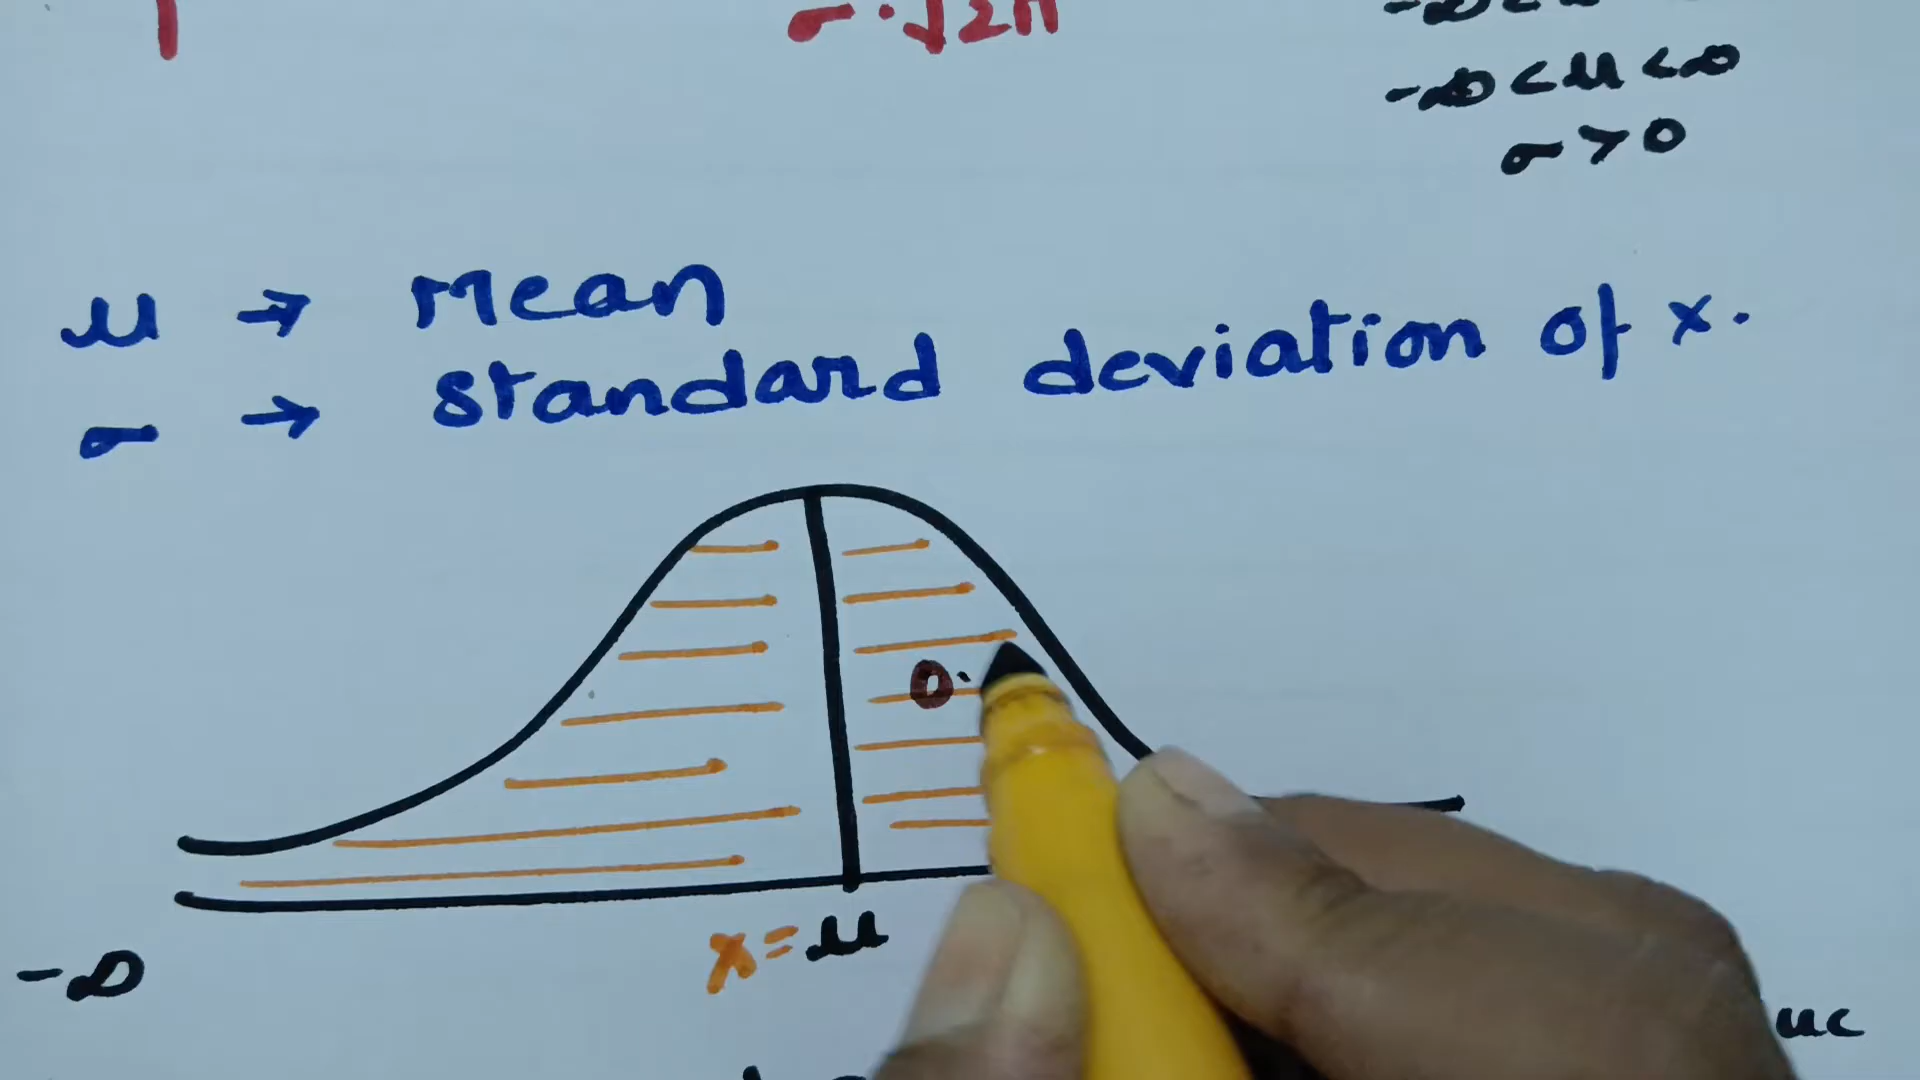 σ·√2π
-∞<μ<∞
σ>0
μ → Mean
σ → standard deviation of x.
0.
x=μ
-∞